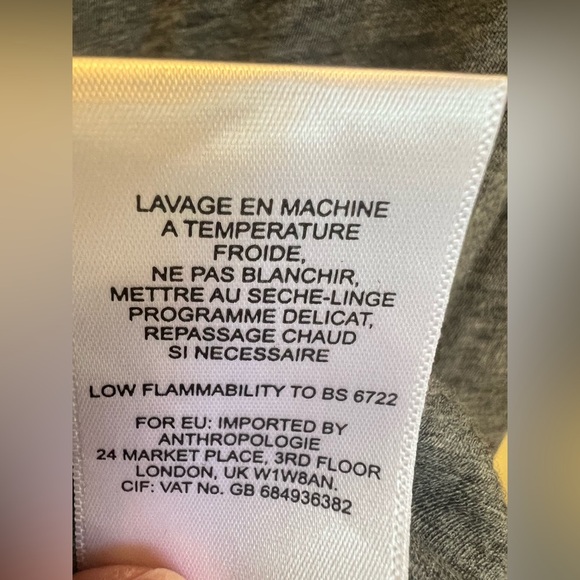 LAVAGE EN MACHINE
A TEMPERATURE
FROIDE,
NE PAS BLANCHIR,
METTRE AU SECHE-LINGE
PROGRAMME DELICAT,
REPASSAGE CHAUD
SI NECESSAIRE
LOW FLAMMABILITY TO BS 6722
FOR EU: IMPORTED BY
ANTHROPOLOGIE
24 MARKET PLACE, 3RD FLOOR
LONDON, UK W1W8AN.
CIF: VAT No. GB 684936382